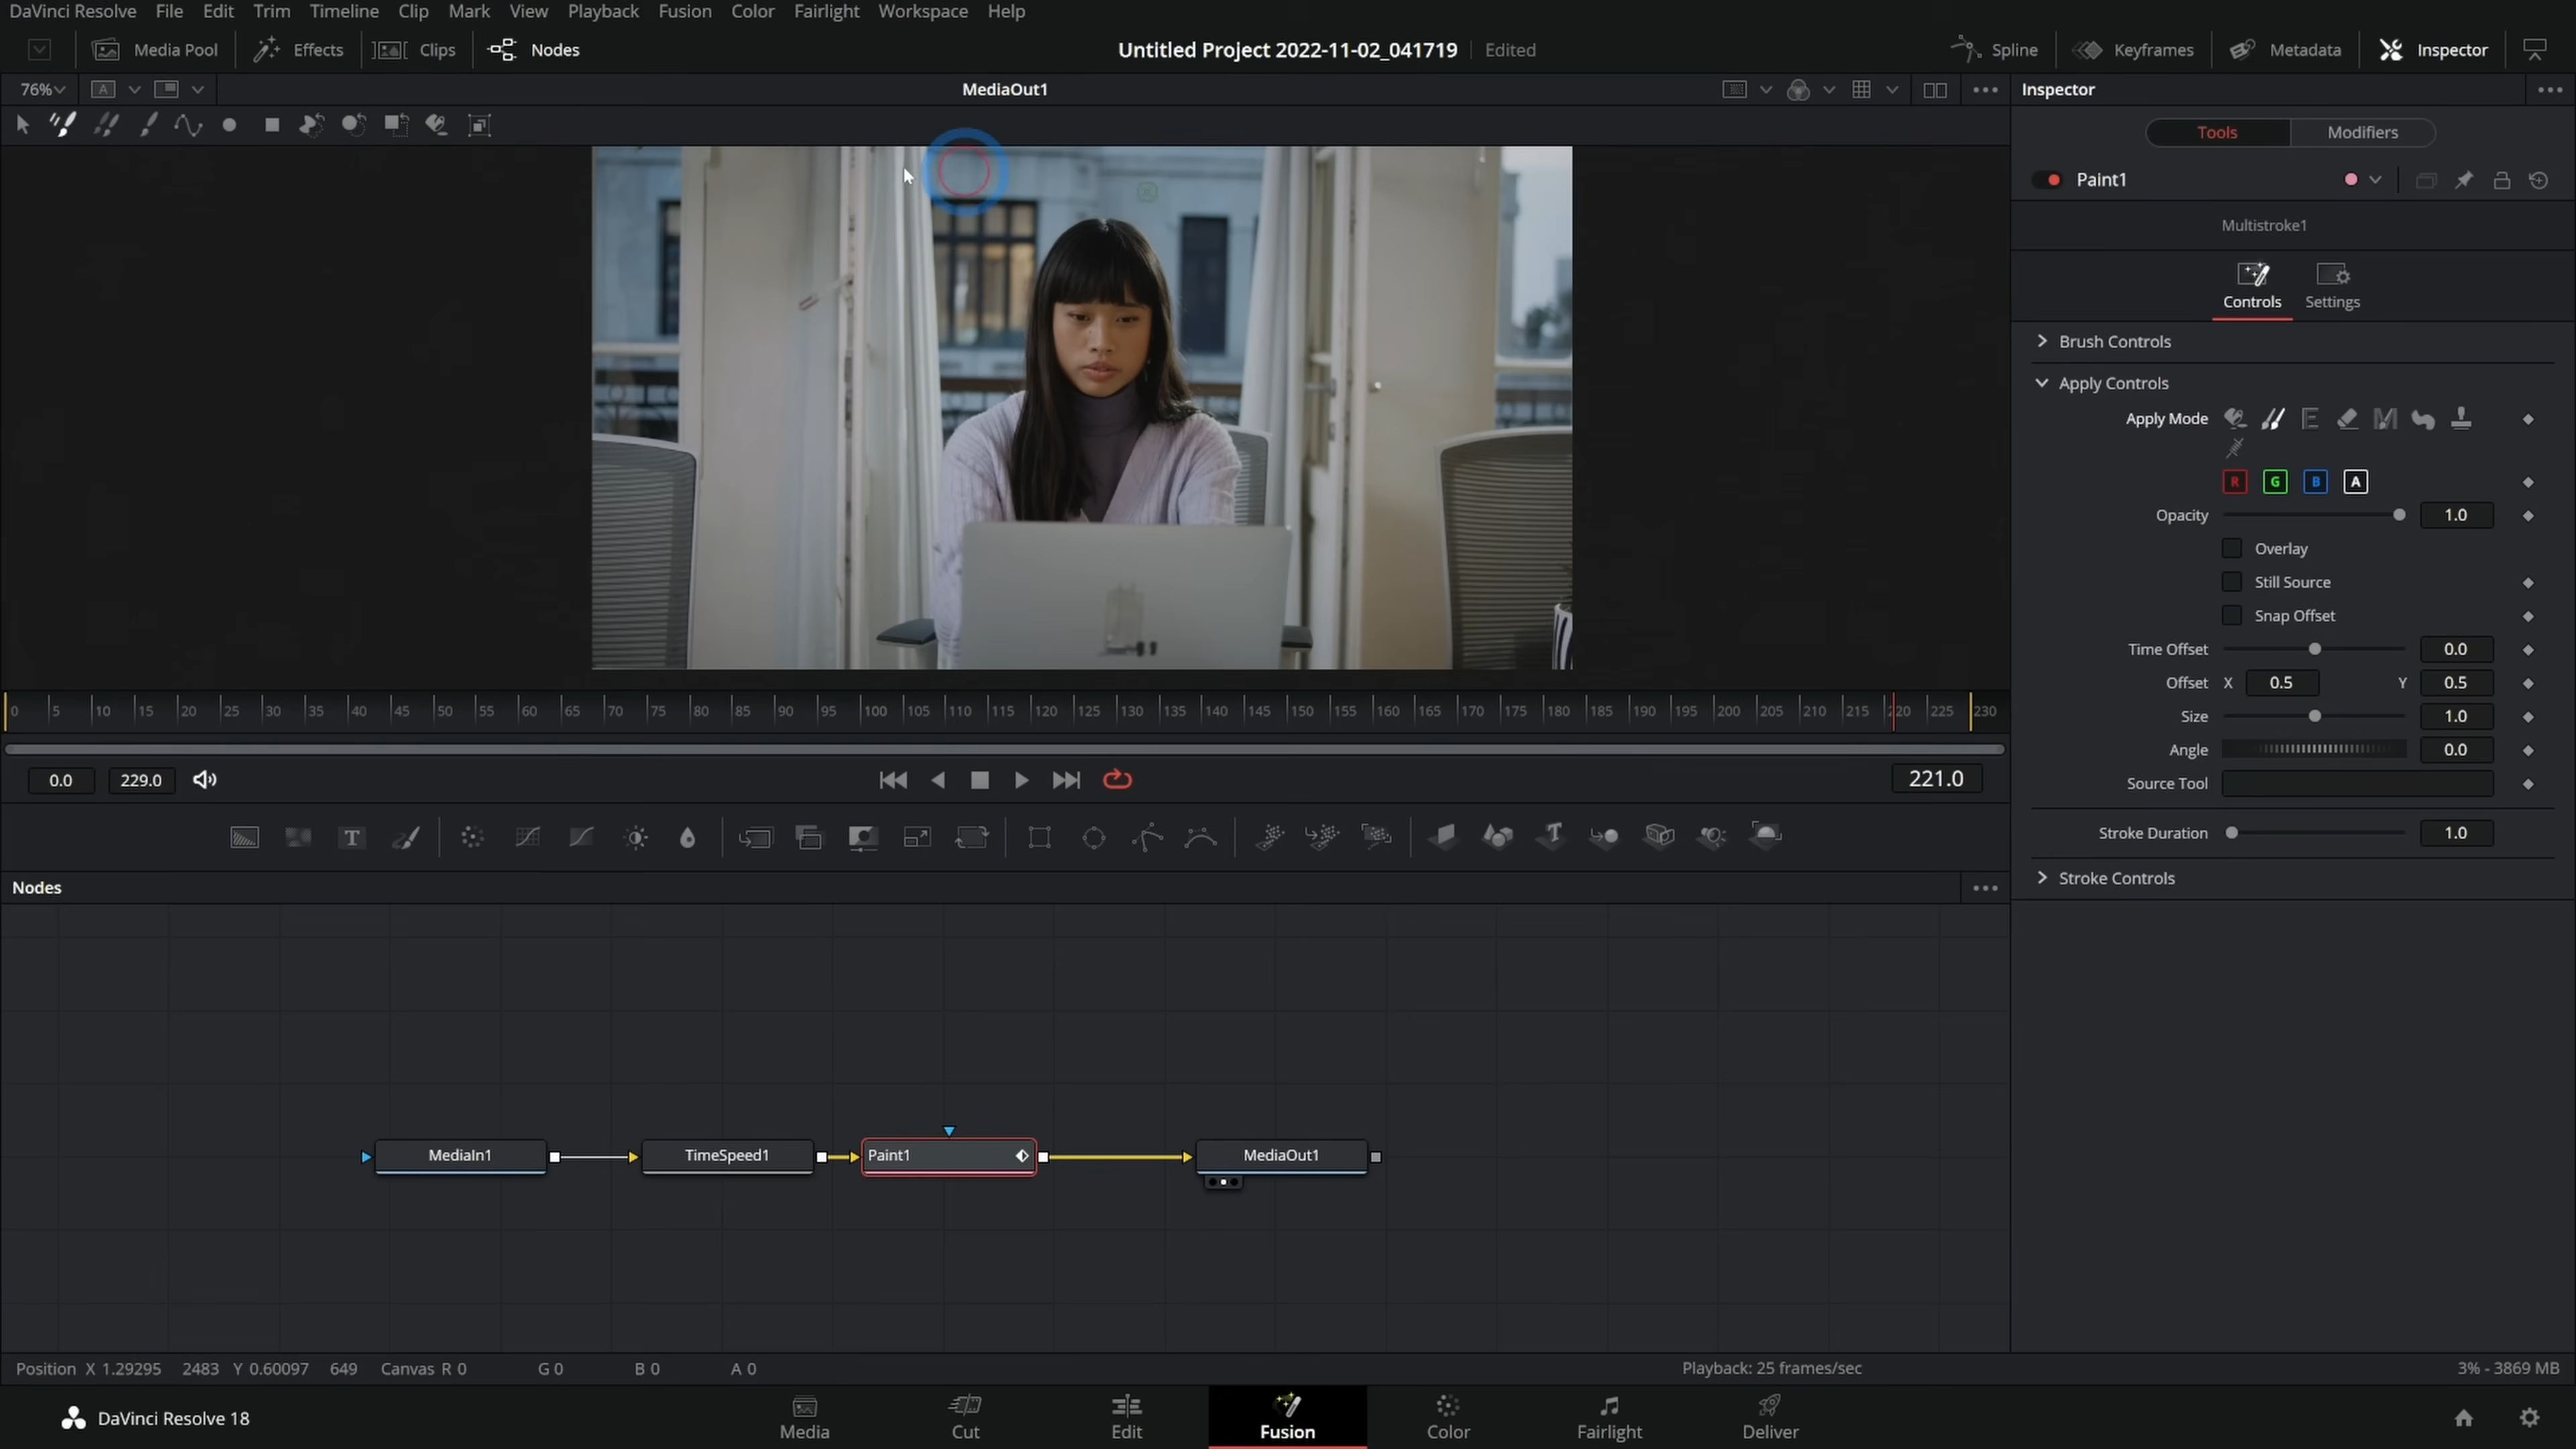 DaVinci Resolve File Edit Trim Timeline Clip Mark View Playback Fusion Color Fairlight Workspace Help
Media Pool Effects Clips Nodes Untitled Project 2022-11-02_041719 Edited Spline Keyframes Metadata Inspector
76% A MediaOut1 Inspector
Tools Modifiers
Paint1
Multistroke1
Controls Settings
Brush Controls
Apply Controls
Apply Mode
R G B A
Opacity 1.0
Overlay
Still Source
Snap Offset
Time Offset 0.0
Offset X 0.5 Y 0.5
Size 1.0
Angle 0.0
Source Tool
Stroke Duration 1.0
Stroke Controls
0 5 10 15 20 25 30 35 40 45 50 55 60 65 70 75 80 85 90 95 100 105 110 115 120 125 130 135 140 145 150 155 160 165 170 175 180 185 190 195 200 205 210 215 220 225 230
0.0 229.0 221.0
Nodes
MediaIn1 TimeSpeed1 Paint1 MediaOut1
Position X 1.29295 2483 Y 0.60097 649 Canvas R 0 G 0 B 0 A 0 Playback: 25 frames/sec 3% - 3869 MB
DaVinci Resolve 18 Media Cut Edit Fusion Color Fairlight Deliver